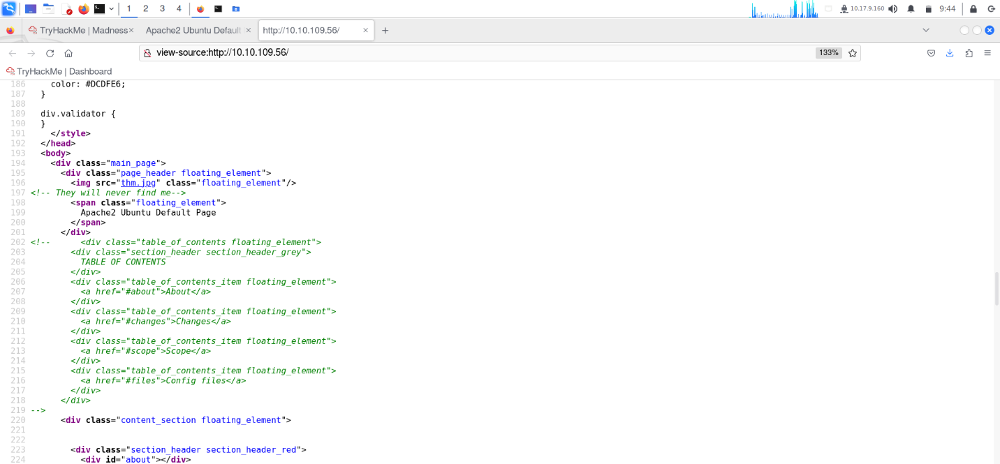 1 2 3 4 10.17.9.160 9:44
TryHackMe | Madness Apache2 Ubuntu Default http://10.10.109.56/
view-source:http://10.10.109.56/ 133%
TryHackMe | Dashboard
186 color: #DCDFE6;
187 }
188
189 div.validator {
190 }
191 </style>
192 </head>
193 <body>
194 <div class="main_page">
195 <div class="page_header floating_element">
196 <img src="thm.jpg" class="floating_element"/>
197 <!-- They will never find me-->
198 <span class="floating_element">
199 Apache2 Ubuntu Default Page
200 </span>
201 </div>
202 <!-- <div class="table_of_contents floating_element">
203 <div class="section_header section_header_grey">
204 TABLE OF CONTENTS
205 </div>
206 <div class="table_of_contents_item floating_element">
207 <a href="#about">About</a>
208 </div>
209 <div class="table_of_contents_item floating_element">
210 <a href="#changes">Changes</a>
211 </div>
212 <div class="table_of_contents_item floating_element">
213 <a href="#scope">Scope</a>
214 </div>
215 <div class="table_of_contents_item floating_element">
216 <a href="#files">Config files</a>
217 </div>
218 </div>
219 -->
220 <div class="content_section floating_element">
221
222
223 <div class="section_header section_header_red">
224 <div id="about"></div>